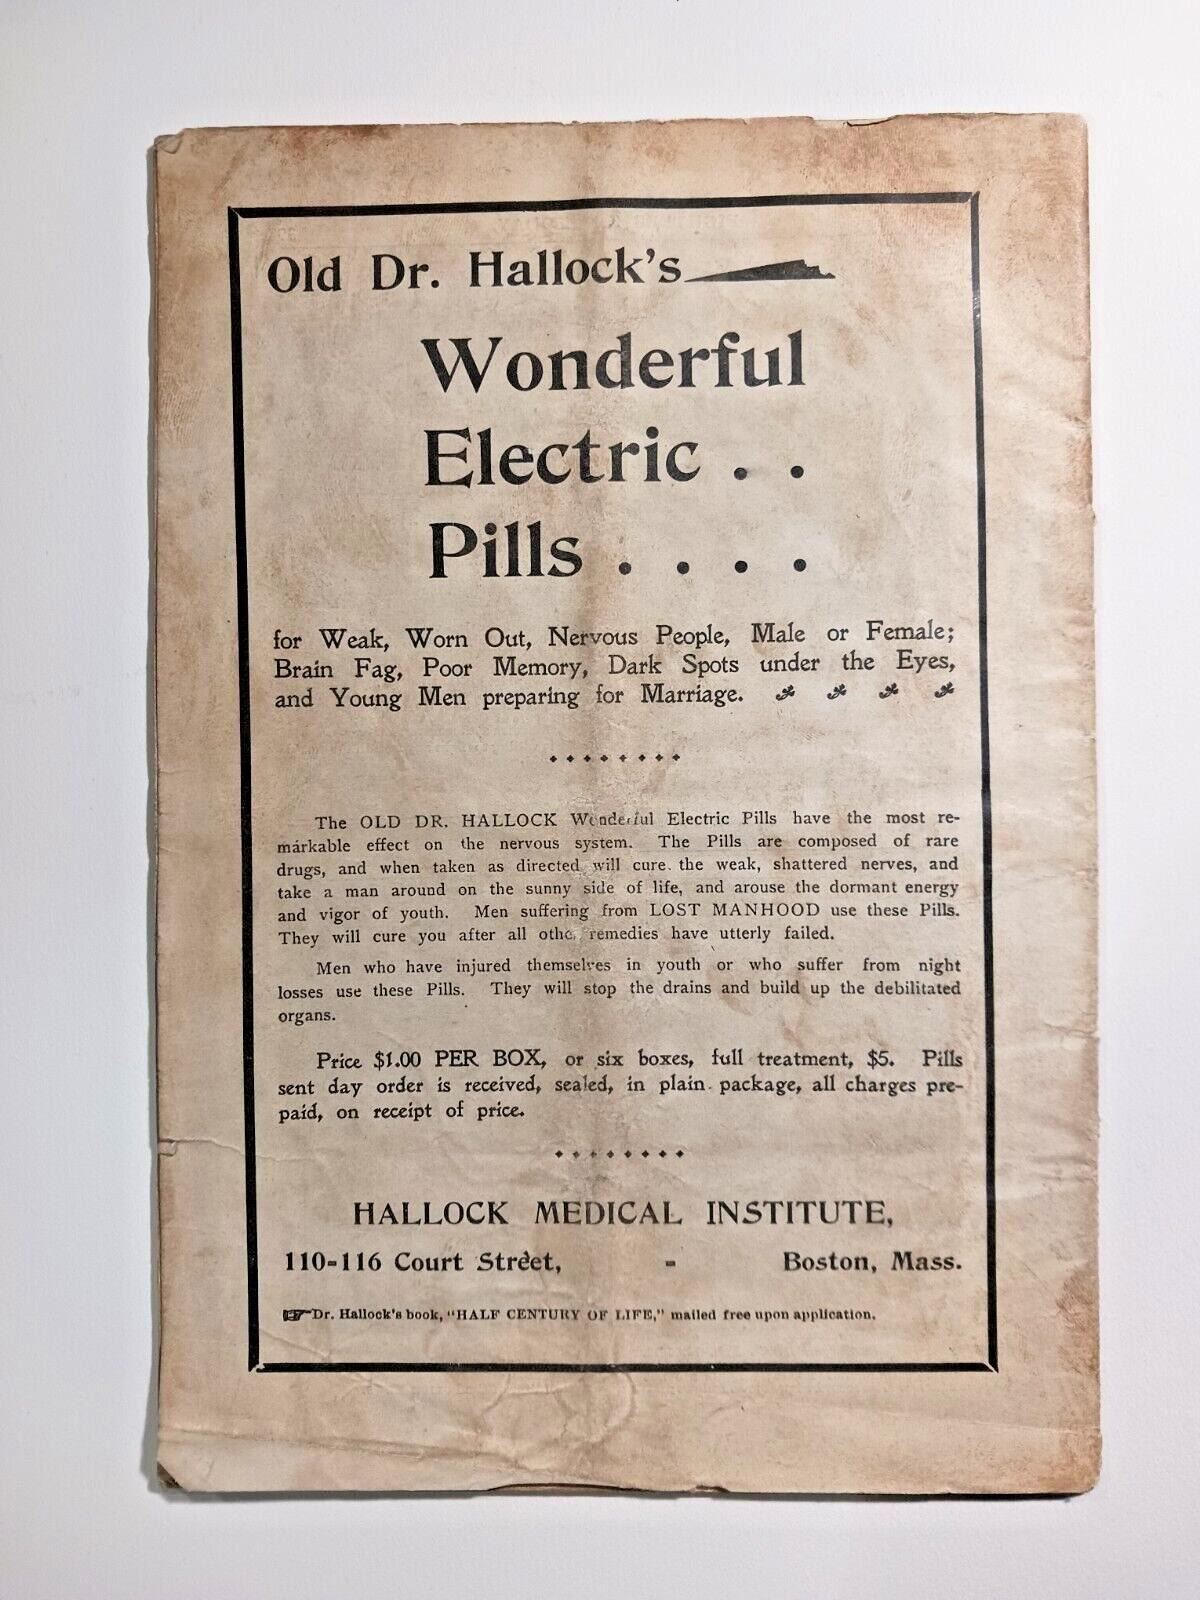 Old Dr. Hallock's
Wonderful
Electric . .
Pills . . . .
for Weak, Worn Out, Nervous People, Male or Female;
Brain Fag, Poor Memory, Dark Spots under the Eyes,
and Young Men preparing for Marriage.
The OLD DR. HALLOCK Wonderful Electric Pills have the most re-
markable effect on the nervous system. The Pills are composed of rare
drugs, and when taken as directed will cure the weak, shattered nerves, and
take a man around on the sunny side of life, and arouse the dormant energy
and vigor of youth. Men suffering from LOST MANHOOD use these Pills.
They will cure you after all other remedies have utterly failed.
Men who have injured themselves in youth or who suffer from night
losses use these Pills. They will stop the drains and build up the debilitated
organs.
Price $1.00 PER BOX, or six boxes, full treatment, $5. Pills
sent day order is received, sealed, in plain package, all charges pre-
paid, on receipt of price.
HALLOCK MEDICAL INSTITUTE,
110-116 Court Street, - Boston, Mass.
☞Dr. Hallock's book, "HALF CENTURY OF LIFE," mailed free upon application.